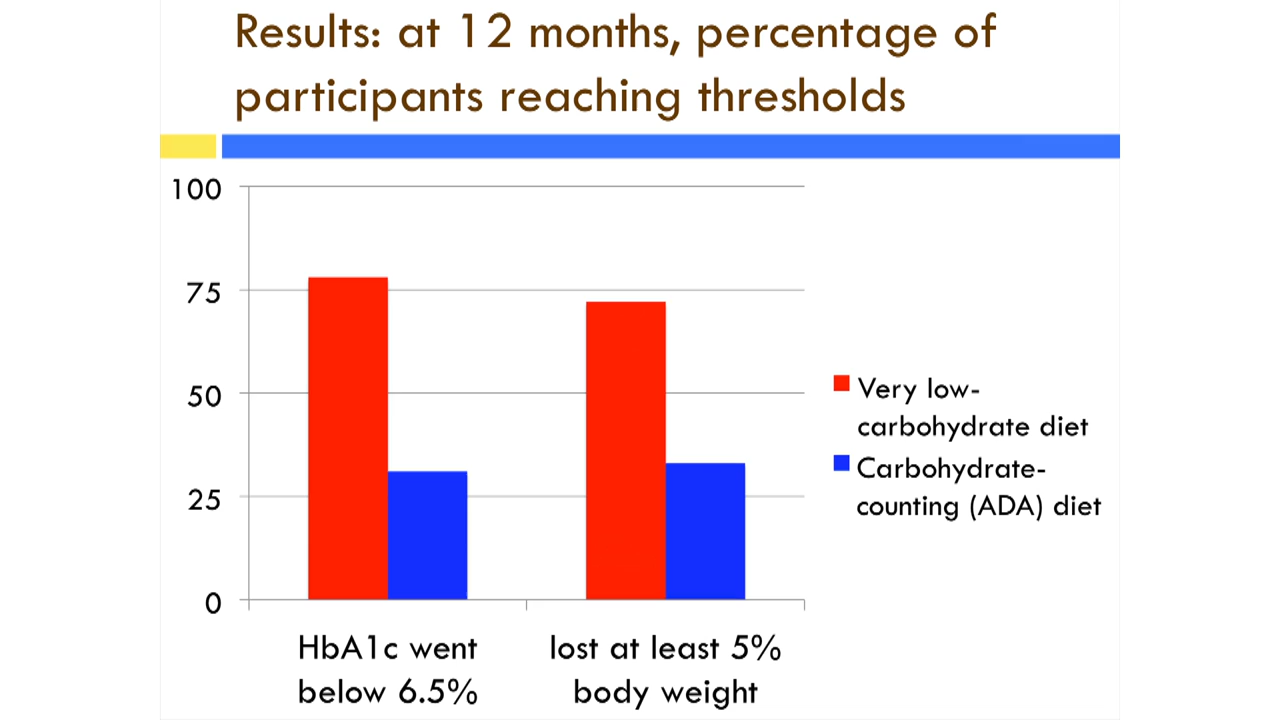 Results: at 12 months, percentage of
participants reaching thresholds
100
75
50
25
0
HbA1c went
below 6.5%
lost at least 5%
body weight
Very low-
carbohydrate diet
Carbohydrate-
counting (ADA) diet